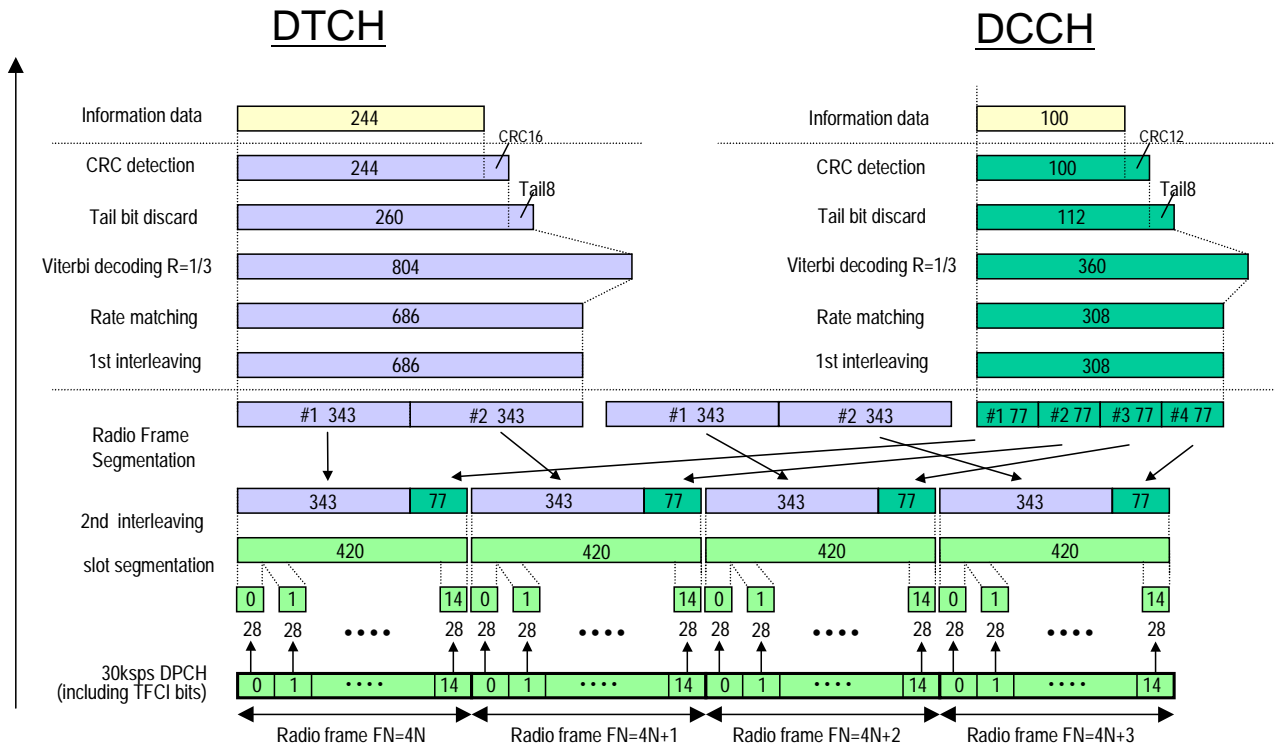 DTCH DCCH
Information data 244 Information data 100
CRC16 CRC12
CRC detection 244 CRC detection 100
Tail8 Tail8
Tail bit discard 260 Tail bit discard 112
Viterbi decoding R=1/3 804 Viterbi decoding R=1/3 360
Rate matching 686 Rate matching 308
1st interleaving 686 1st interleaving 308
#1 343 #2 343 #1 343 #2 343 #1 77 #2 77 #3 77 #4 77
Radio Frame
Segmentation
343 77 343 77 343 77 343 77
2nd interleaving
420 420 420 420
slot segmentation
0 1 14 0 1 14 0 1 14 0 1 14
28 28 •••• 28 28 28 •••• 28 28 28 •••• 28 28 28 •••• 28
30ksps DPCH
(including TFCI bits)
0 1 •••• 14 0 1 •••• 14 0 1 •••• 14 0 1 •••• 14
Radio frame FN=4N Radio frame FN=4N+1 Radio frame FN=4N+2 Radio frame FN=4N+3